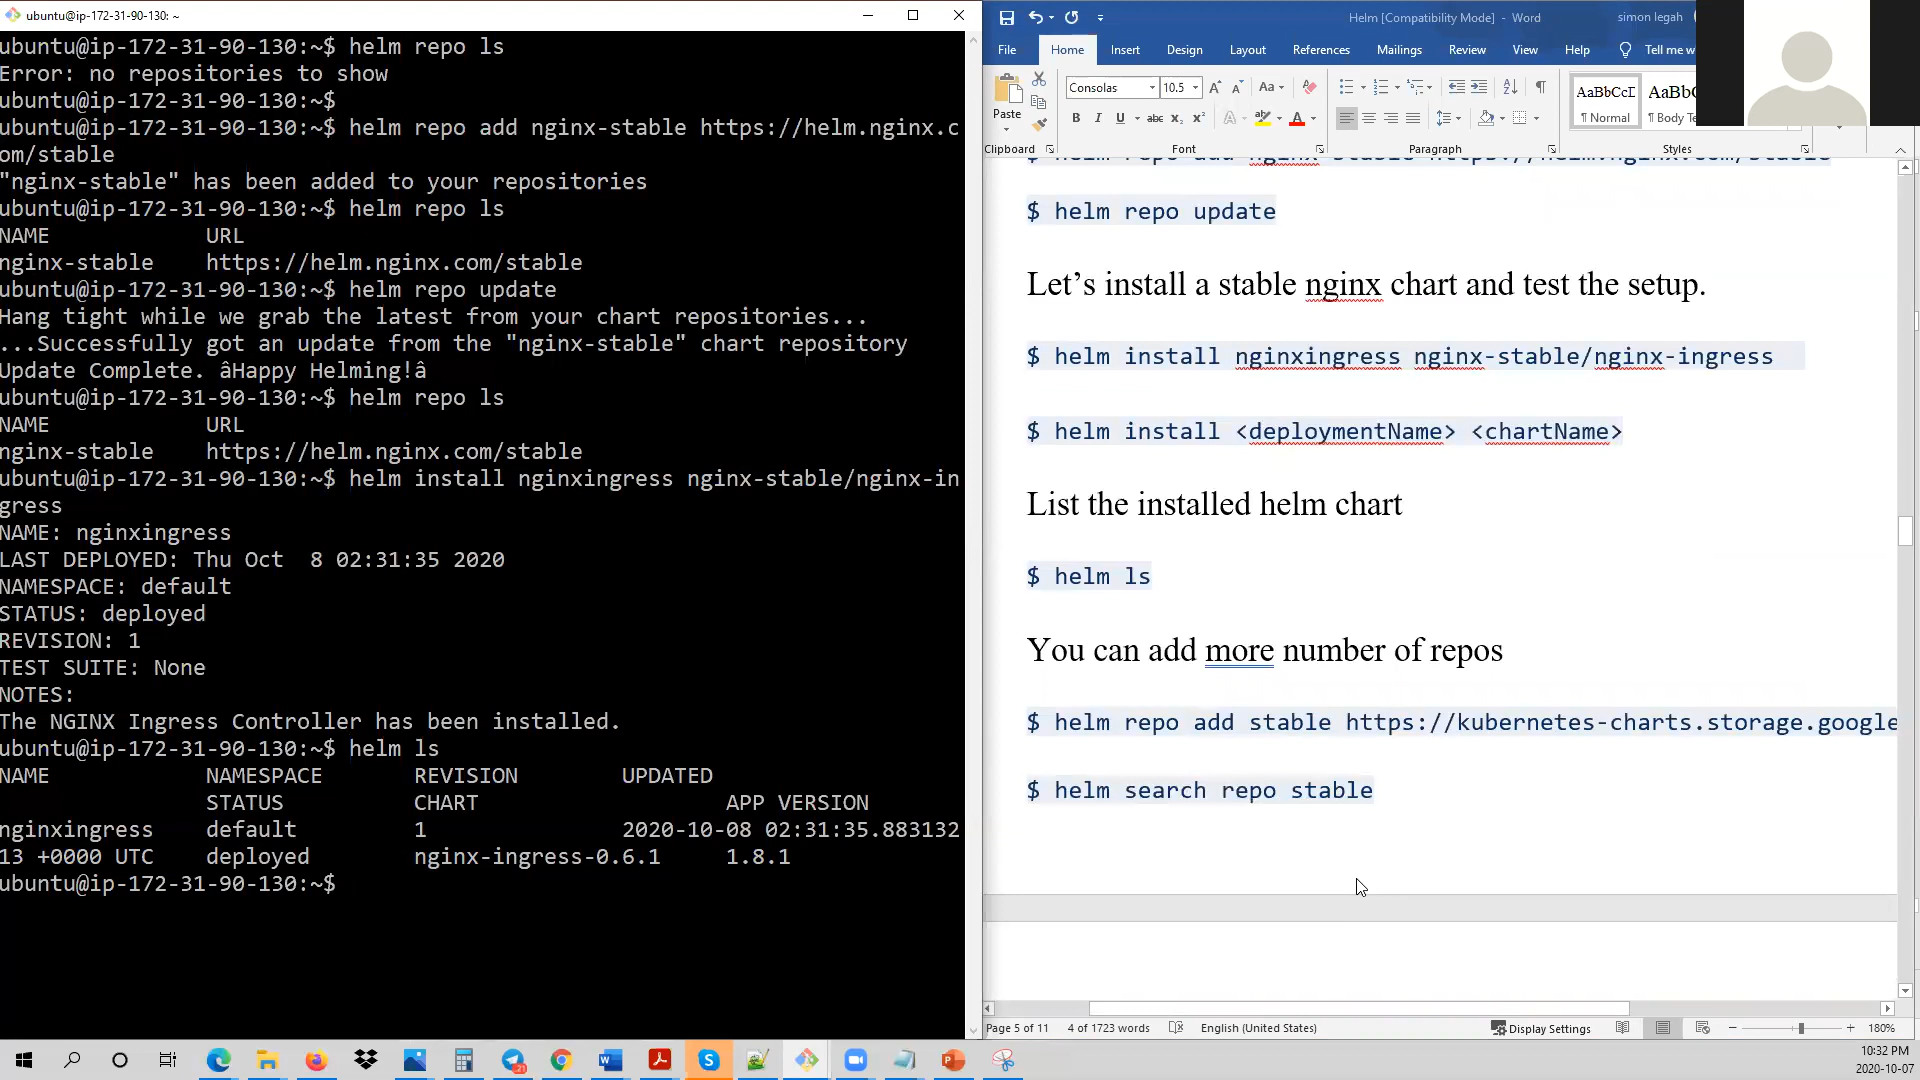 ubuntu@ip-172-31-90-130: ~
ubuntu@ip-172-31-90-130:~$ helm repo ls
Error: no repositories to show
ubuntu@ip-172-31-90-130:~$
ubuntu@ip-172-31-90-130:~$ helm repo add nginx-stable https://helm.nginx.c
om/stable
"nginx-stable" has been added to your repositories
ubuntu@ip-172-31-90-130:~$ helm repo ls
NAME URL
nginx-stable https://helm.nginx.com/stable
ubuntu@ip-172-31-90-130:~$ helm repo update
Hang tight while we grab the latest from your chart repositories...
...Successfully got an update from the "nginx-stable" chart repository
Update Complete. âHappy Helming!â
ubuntu@ip-172-31-90-130:~$ helm repo ls
NAME URL
nginx-stable https://helm.nginx.com/stable
ubuntu@ip-172-31-90-130:~$ helm install nginxingress nginx-stable/nginx-in
gress
NAME: nginxingress
LAST DEPLOYED: Thu Oct  8 02:31:35 2020
NAMESPACE: default
STATUS: deployed
REVISION: 1
TEST SUITE: None
NOTES:
The NGINX Ingress Controller has been installed.
ubuntu@ip-172-31-90-130:~$ helm ls
NAME NAMESPACE REVISION UPDATED
STATUS CHART APP VERSION
nginxingress default 1 2020-10-08 02:31:35.883132
13 +0000 UTC deployed nginx-ingress-0.6.1 1.8.1
ubuntu@ip-172-31-90-130:~$
Helm [Compatibility Mode] - Word simon legah
File Home Insert Design Layout References Mailings Review View Help Tell me w
Consolas 10.5 Aa
AaBbCcD AaBbC
Paste B I U abc x₂ x² A A
¶ Normal ¶ Body Te
Clipboard Font Paragraph Styles
$ helm repo add nginx-stable https://helm.nginx.com/stable
$ helm repo update
Let’s install a stable nginx chart and test the setup.
$ helm install nginxingress nginx-stable/nginx-ingress
$ helm install <deploymentName> <chartName>
List the installed helm chart
$ helm ls
You can add more number of repos
$ helm repo add stable https://kubernetes-charts.storage.google
$ helm search repo stable
Page 5 of 11 4 of 1723 words English (United States) Display Settings 180%
10:32 PM
2020-10-07